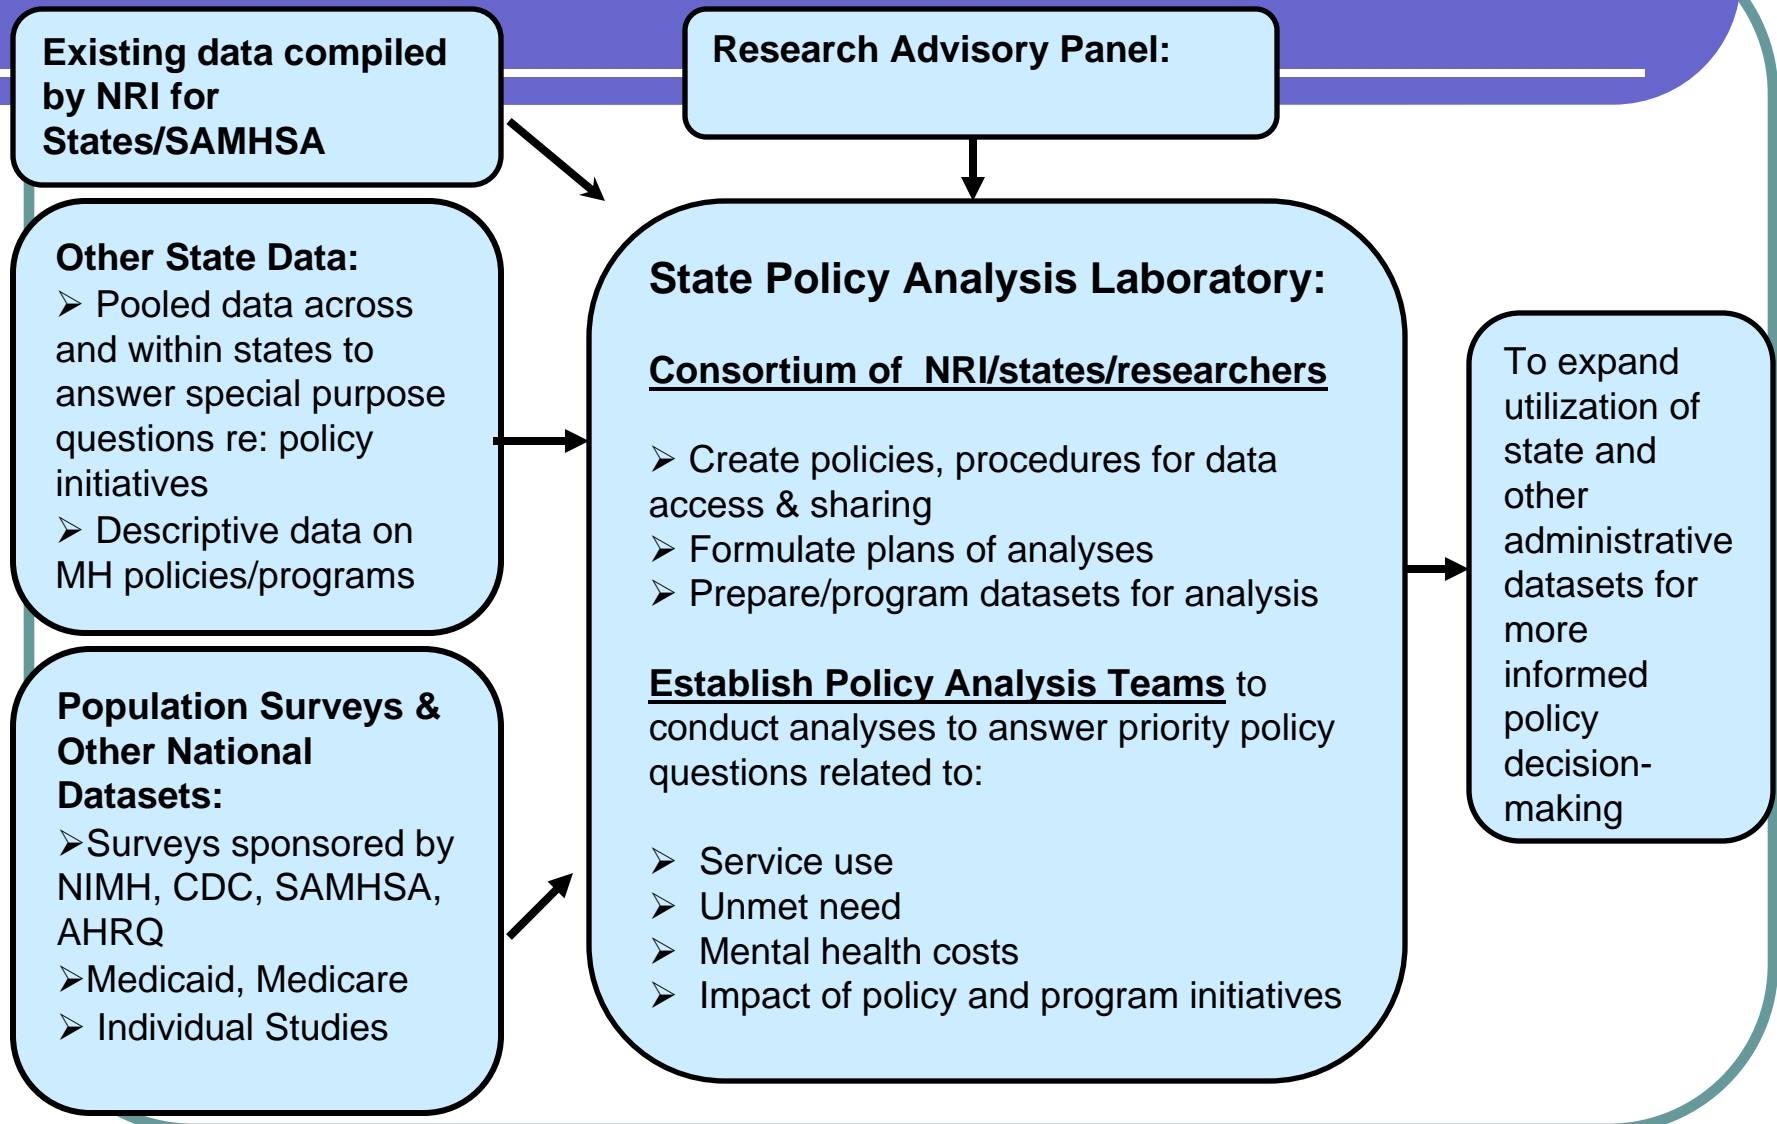 Existing data compiled
by NRI for
States/SAMHSA
Research Advisory Panel:
Other State Data:
➢ Pooled data across
and within states to
answer special purpose
questions re: policy
initiatives
➢ Descriptive data on
MH policies/programs
Population Surveys &
Other National
Datasets:
➢Surveys sponsored by
NIMH, CDC, SAMHSA,
AHRQ
➢Medicaid, Medicare
➢ Individual Studies
State Policy Analysis Laboratory:
Consortium of NRI/states/researchers
➢ Create policies, procedures for data
access & sharing
➢ Formulate plans of analyses
➢ Prepare/program datasets for analysis
Establish Policy Analysis Teams to
conduct analyses to answer priority policy
questions related to:
➢ Service use
➢ Unmet need
➢ Mental health costs
➢ Impact of policy and program initiatives
To expand
utilization of
state and
other
administrative
datasets for
more
informed
policy
decision-
making